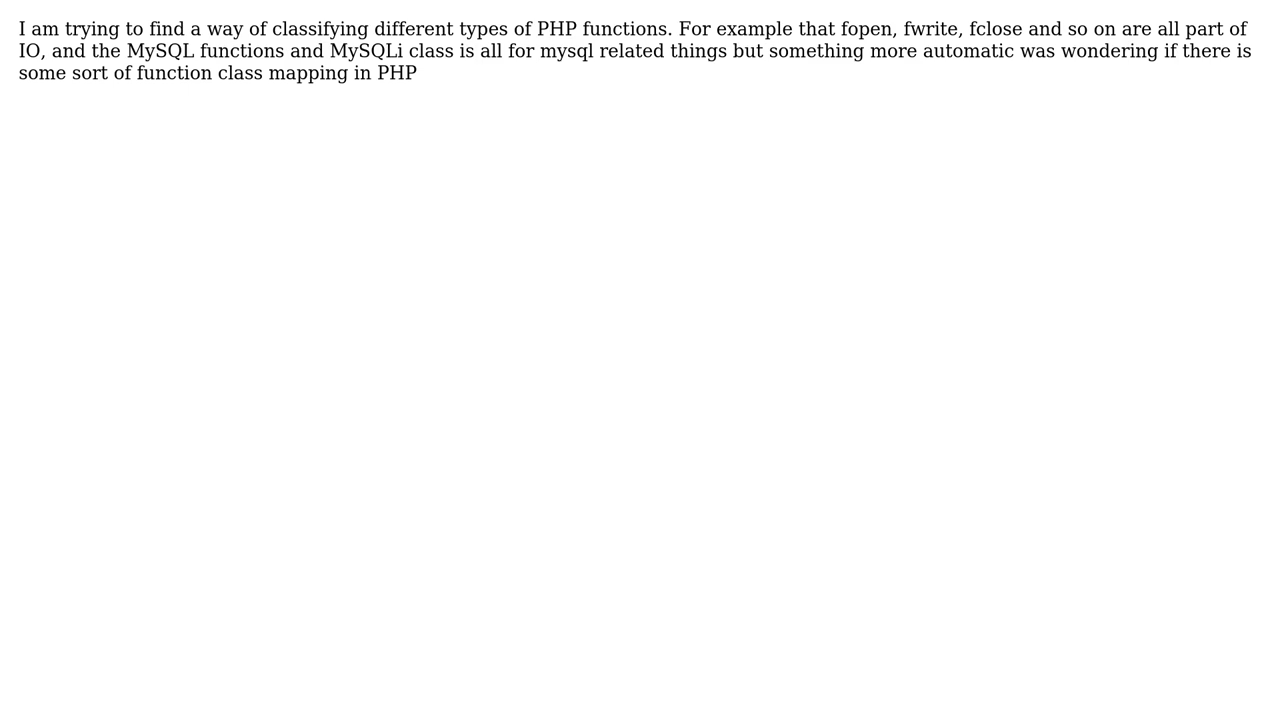 I am trying to find a way of classifying different types of PHP functions. For example that fopen, fwrite, fclose and so on are all part of
IO, and the MySQL functions and MySQLi class is all for mysql related things but something more automatic was wondering if there is
some sort of function class mapping in PHP